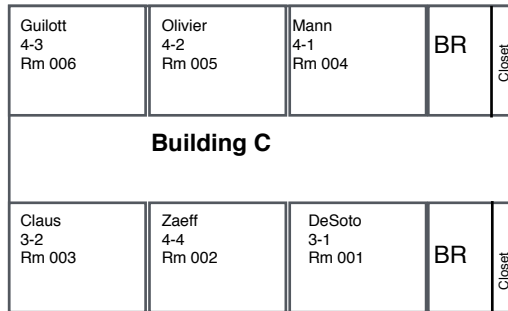 Guilott
4-3
Rm 006
Olivier
4-2
Rm 005
Mann
4-1
Rm 004
BR
Closet
Building C
Claus
3-2
Rm 003
Zaeff
4-4
Rm 002
DeSoto
3-1
Rm 001
BR
Closet